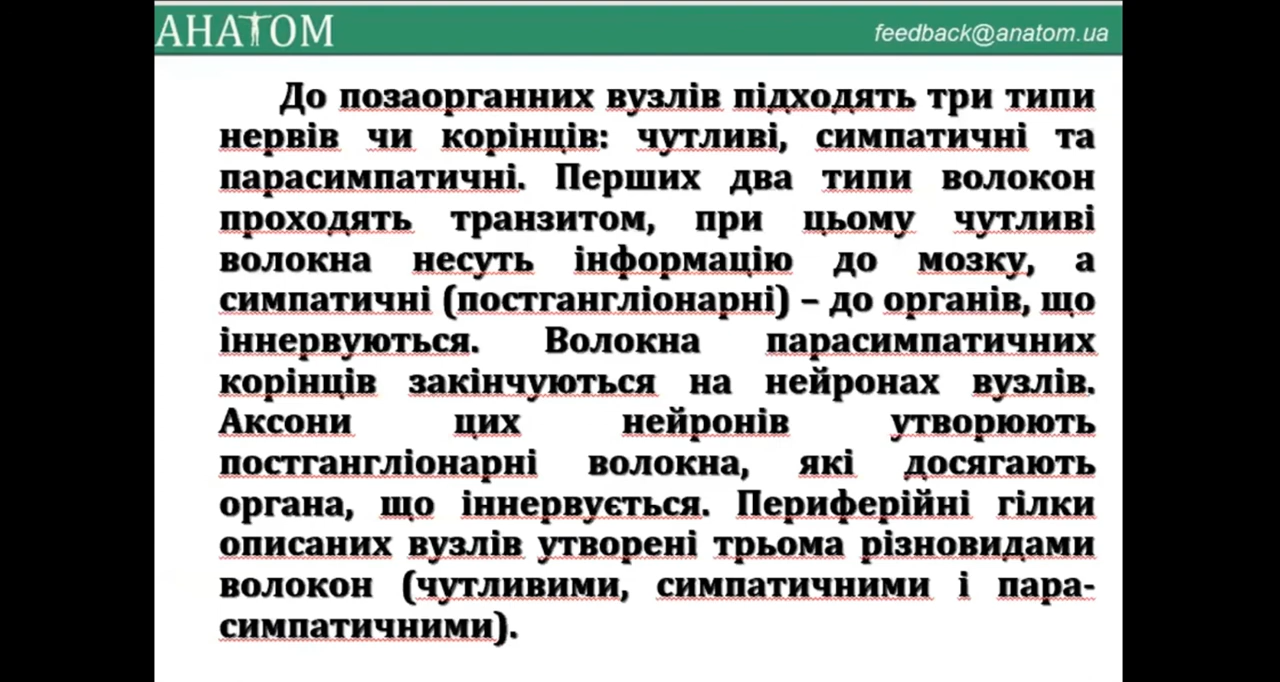 АНАТОМ
feedback@anatom.ua
До позаорганних вузлів підходять три типи
нервів чи корінців: чутливі, симпатичні та
парасимпатичні. Перших два типи волокон
проходять транзитом, при цьому чутливі
волокна несуть інформацію до мозку, а
симпатичні (постгангліонарні) – до органів, що
іннервуються. Волокна парасимпатичних
корінців закінчуються на нейронах вузлів.
Аксони цих нейронів утворюють
постгангліонарні волокна, які досягають
органа, що іннервується. Периферійні гілки
описаних вузлів утворені трьома різновидами
волокон (чутливими, симпатичними і пара-
симпатичними).